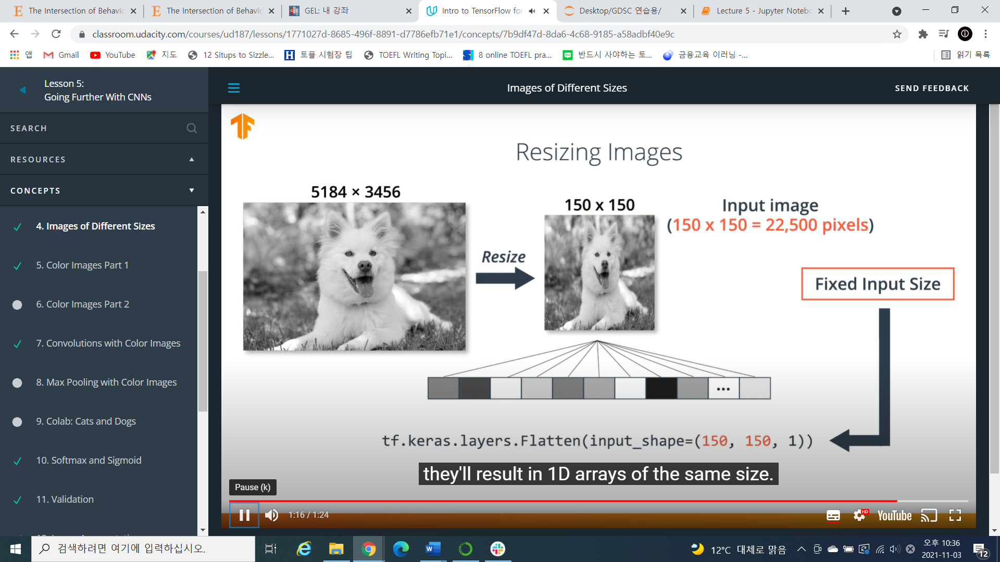 The Intersection of Behavio
The Intersection of Behavio
GEL: 내 강좌
Intro to TensorFlow for
Desktop/GDSC 연습용/
Lecture 5 - Jupyter Notebo
classroom.udacity.com/courses/ud187/lessons/1771027d-8685-496f-8891-d7786efb71e1/concepts/7b9df47d-8da6-4c68-9185-a58adbf40e9c
앱
Gmail
YouTube
지도
12 Situps to Sizzle...
토플 시험장 팁
TOEFL Writing Topi...
8 online TOEFL pra...
반드시 사야하는 토...
금융교육 이러닝 -...
읽기 목록
Lesson 5:
Going Further With CNNs
Images of Different Sizes
SEND FEEDBACK
SEARCH
RESOURCES
CONCEPTS
4. Images of Different Sizes
5. Color Images Part 1
6. Color Images Part 2
7. Convolutions with Color Images
8. Max Pooling with Color Images
9. Colab: Cats and Dogs
10. Softmax and Sigmoid
11. Validation
Resizing Images
5184 × 3456
150 x 150
Input image
(150 x 150 = 22,500 pixels)
Resize
Fixed Input Size
•••
tf.keras.layers.Flatten(input_shape=(150, 150, 1))
they'll result in 1D arrays of the same size.
Pause (k)
1:16 / 1:24
HD
YouTube
검색하려면 여기에 입력하십시오.
12°C 대체로 맑음
오후 10:36
2021-11-03
12